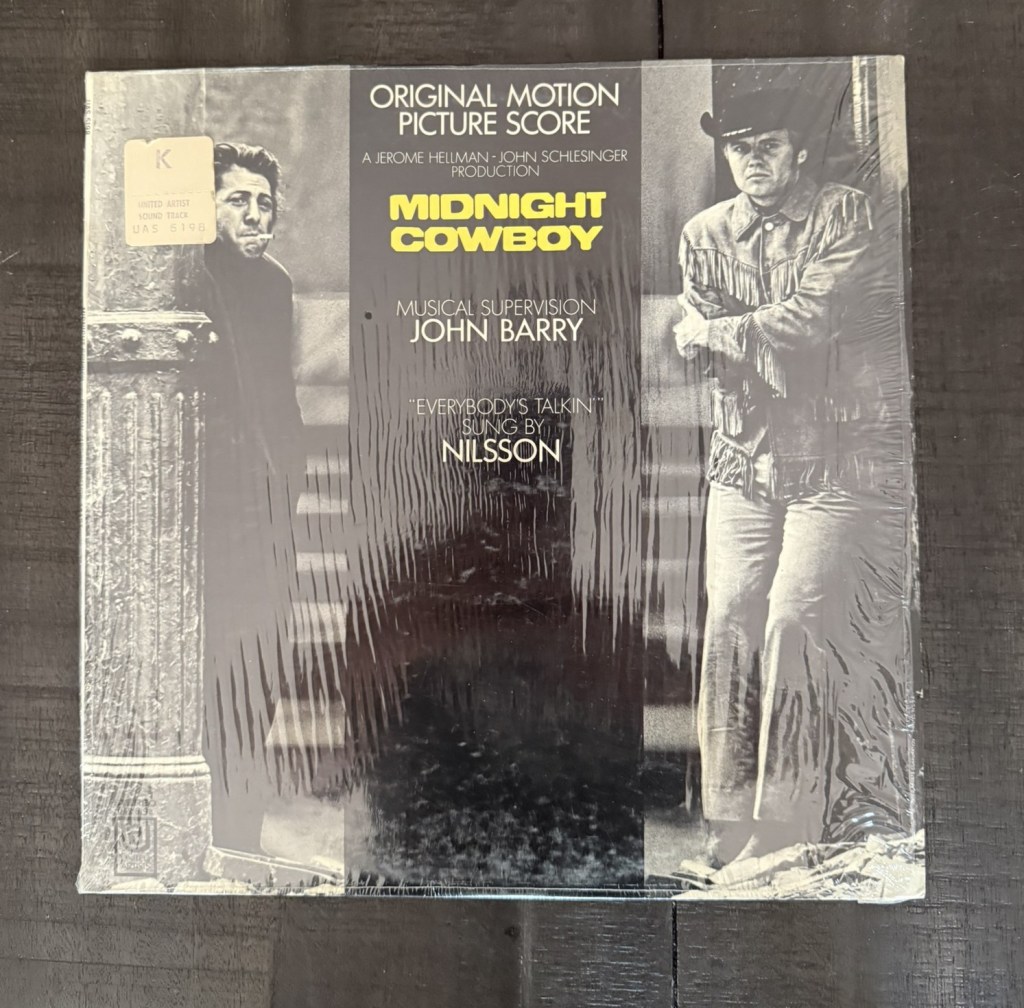 K
UNITED ARTIST
SOUND TRACK
UAS 5198
ORIGINAL MOTION
PICTURE SCORE
A JEROME HELLMAN - JOHN SCHLESINGER
PRODUCTION
MIDNIGHT
COWBOY
MUSICAL SUPERVISION
JOHN BARRY
"EVERYBODY'S TALKIN'"
SUNG BY
NILSSON